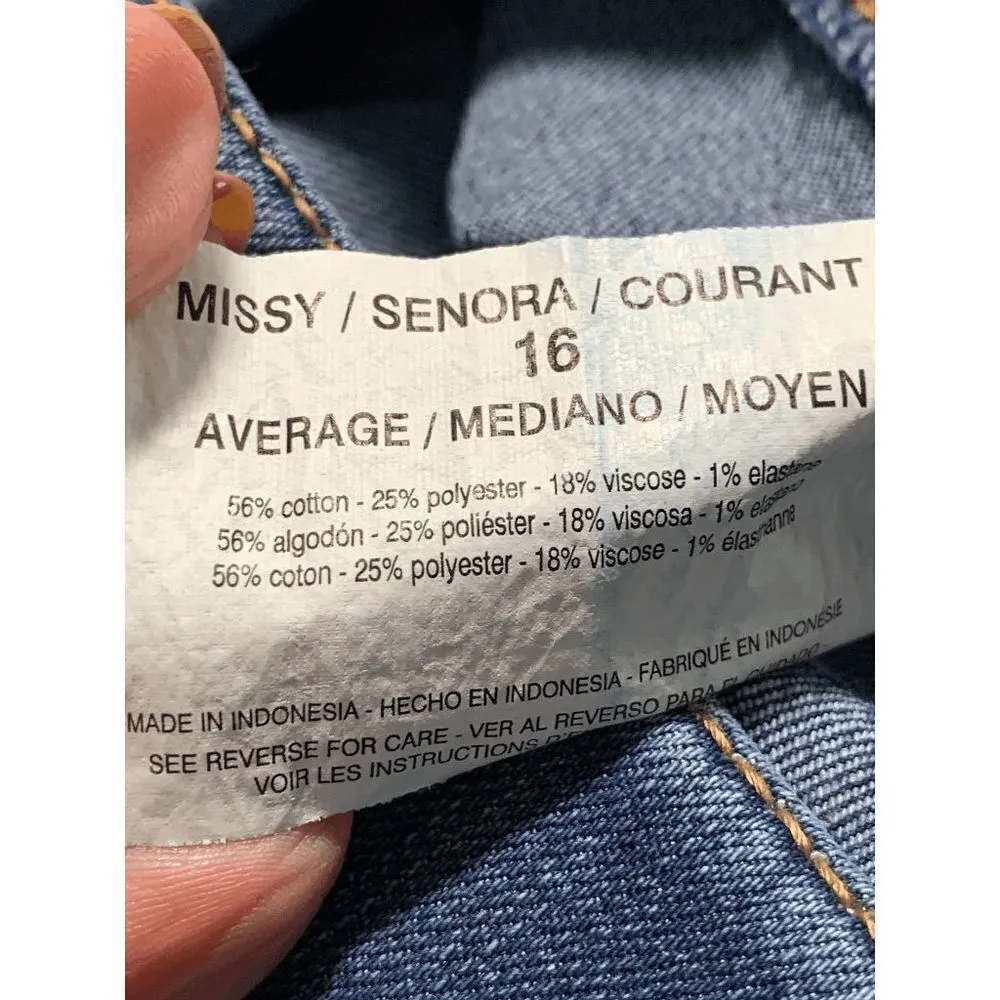 MISSY / SENORA / COURANT
16
AVERAGE / MEDIANO / MOYEN
56% cotton - 25% polyester - 18% viscose - 1% elastane
56% algodón - 25% poliéster - 18% viscosa - 1%
56% coton - 25% polyester - 18% viscose - 1% élasthanne
MADE IN INDONESIA - HECHO EN INDONESIA - FABRIQUÉ EN INDONÉSIE
SEE REVERSE FOR CARE - VER AL REVERSO PARA EL CUIDADO
VOIR LES INSTRUCTIONS